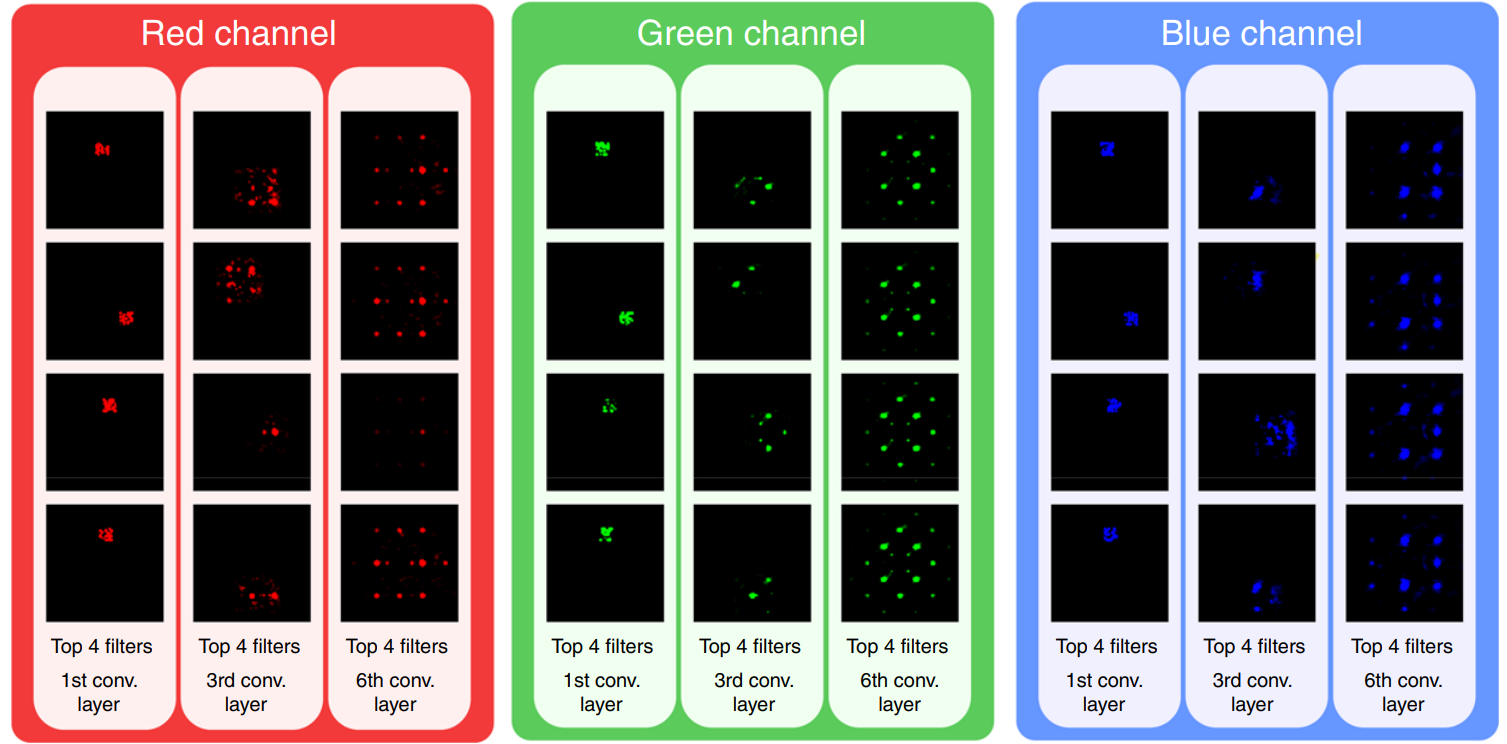 Red channel
Top 4 filters
1st conv.
layer
Top 4 filters
3rd conv.
layer
Top 4 filters
6th conv.
layer
Green channel
Top 4 filters
1st conv.
layer
Top 4 filters
3rd conv.
layer
Top 4 filters
6th conv.
layer
Blue channel
Top 4 filters
1st conv.
layer
Top 4 filters
3rd conv.
layer
Top 4 filters
6th conv.
layer